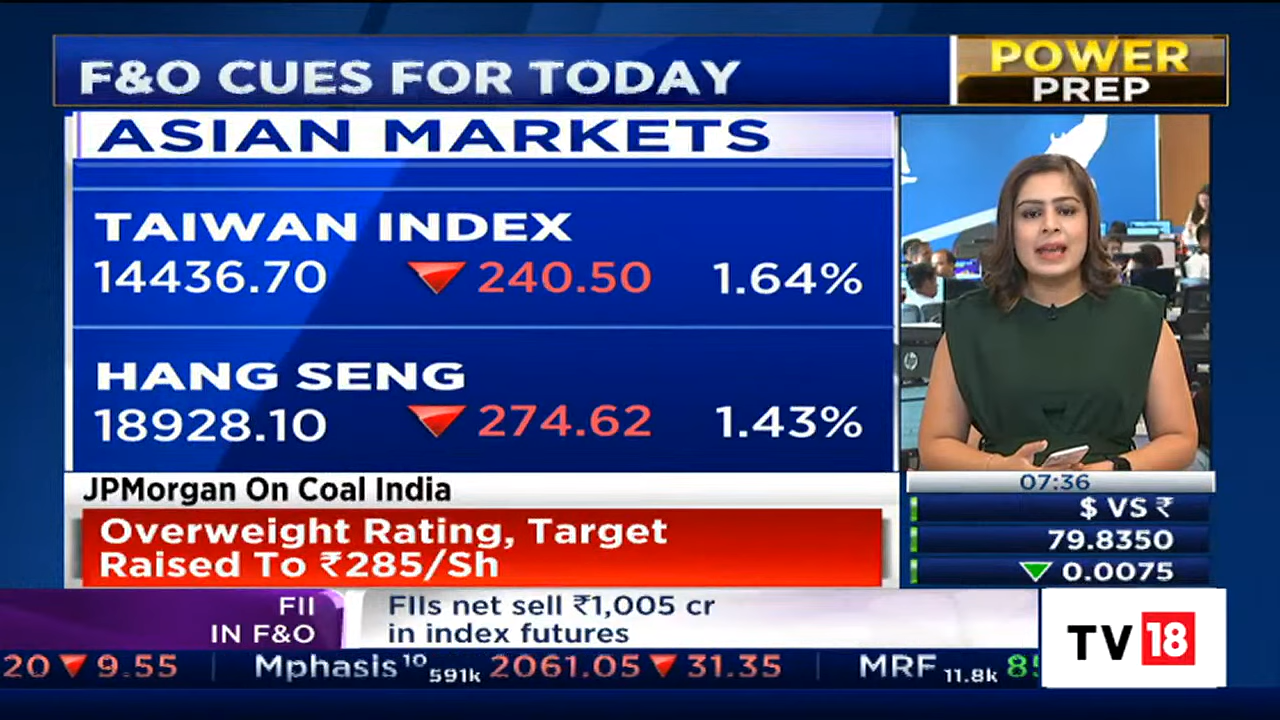 F&O CUES FOR TODAY
POWER
PREP
ASIAN MARKETS
TAIWAN INDEX
14436.70 240.50 1.64%
HANG SENG
18928.10 274.62 1.43%
JPMorgan On Coal India
Overweight Rating, Target
Raised To ₹285/Sh
07:36
$ VS ₹
79.8350
0.0075
FII
IN F&O
FIIs net sell ₹1,005 cr
in index futures
20 9.55 Mphasis 10 591k 2061.05 31.35 MRF 11.8k 8
TV18